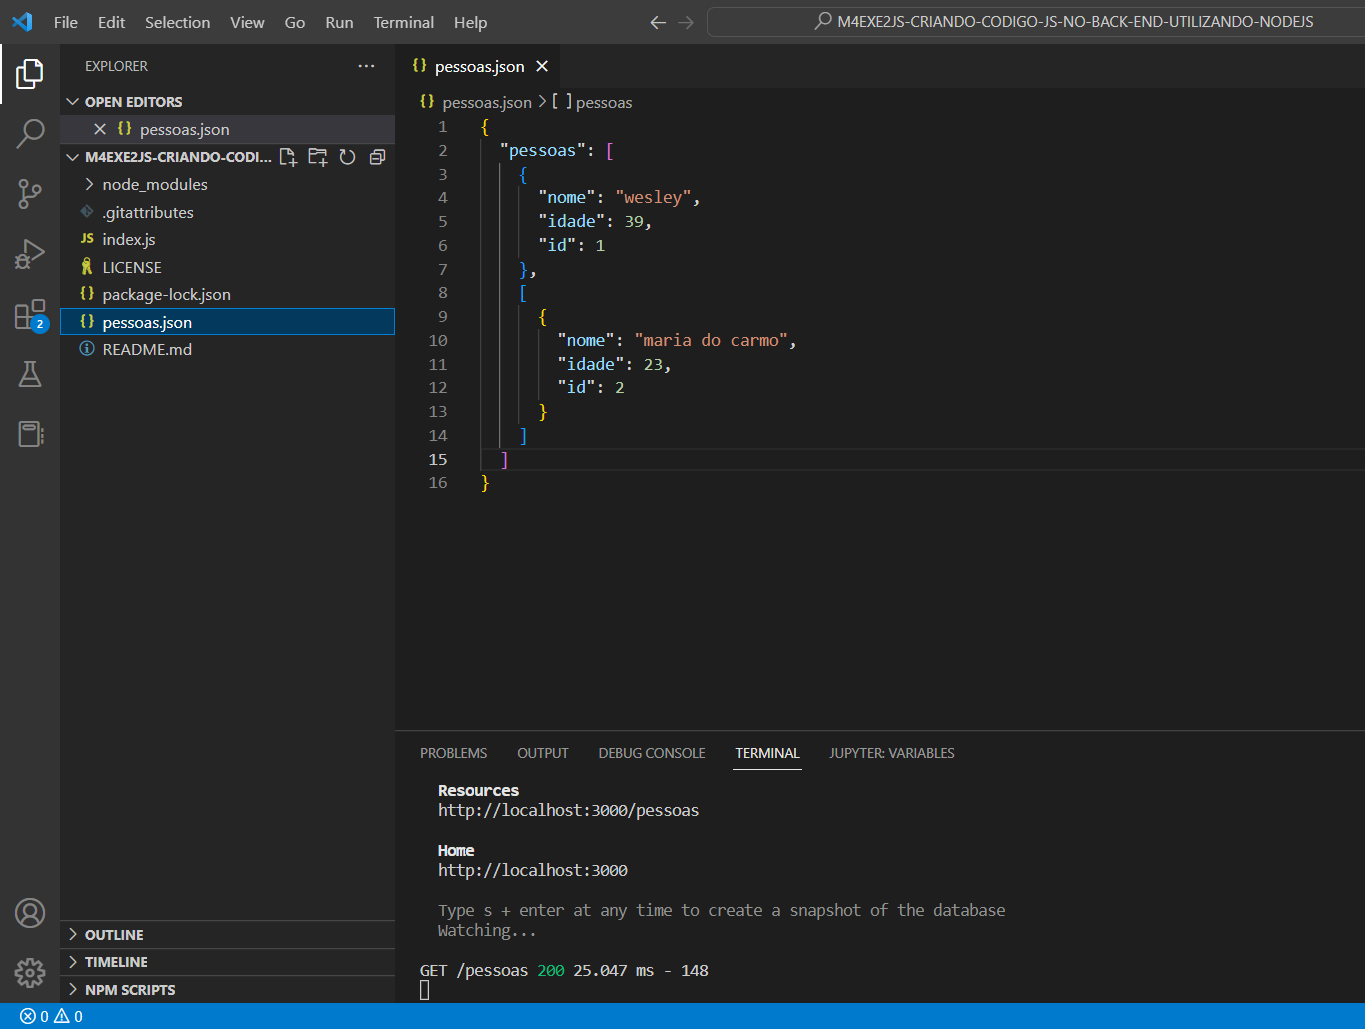 File Edit Selection View Go Run Terminal Help
M4EXE2JS-CRIANDO-CODIGO-JS-NO-BACK-END-UTILIZANDO-NODEJS
EXPLORER
OPEN EDITORS
pessoas.json
M4EXE2JS-CRIANDO-CODI...
node_modules
.gitattributes
JS index.js
LICENSE
{} package-lock.json
{} pessoas.json
README.md
2
OUTLINE
TIMELINE
NPM SCRIPTS
{} pessoas.json
{} pessoas.json > [ ] pessoas
1 {
2 "pessoas": [
3 {
4 "nome": "wesley",
5 "idade": 39,
6 "id": 1
7 },
8 [
9 {
10 "nome": "maria do carmo",
11 "idade": 23,
12 "id": 2
13 }
14 ]
15 ]
16 }
PROBLEMS OUTPUT DEBUG CONSOLE TERMINAL JUPYTER: VARIABLES
Resources
http://localhost:3000/pessoas
Home
http://localhost:3000
Type s + enter at any time to create a snapshot of the database
Watching...
GET /pessoas 200 25.047 ms - 148
0 0